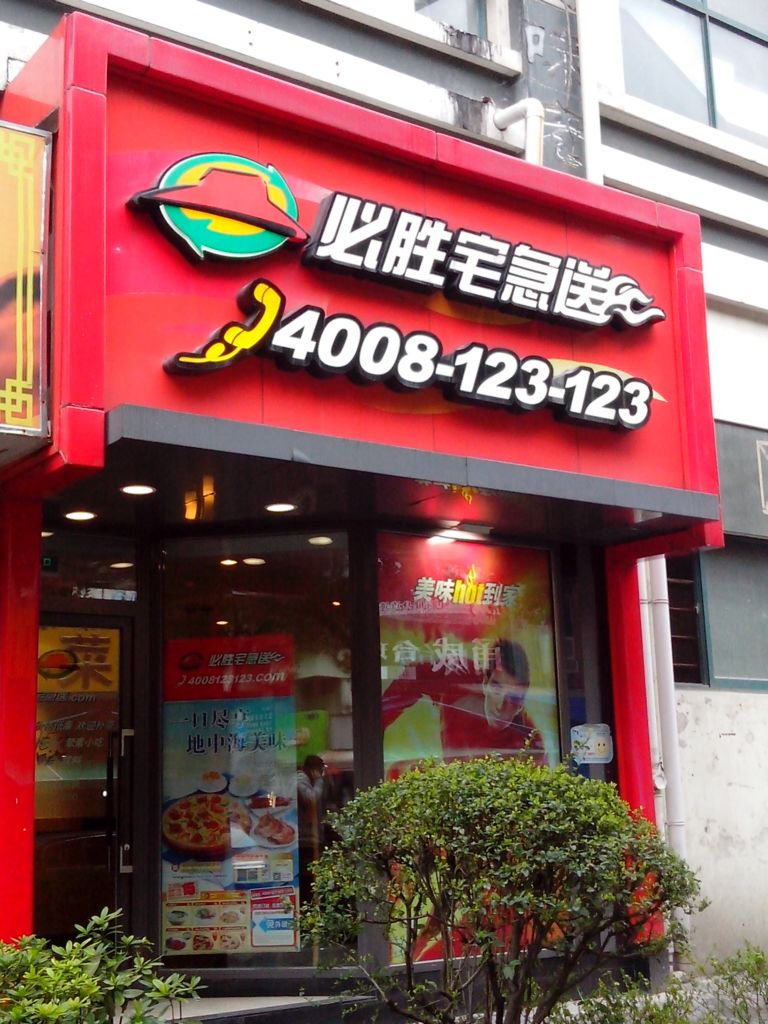 必胜宅急送
4008-123-123
美味hot到家
必胜宅急送
4008123123.com
一口尽享
地中海美味
菜